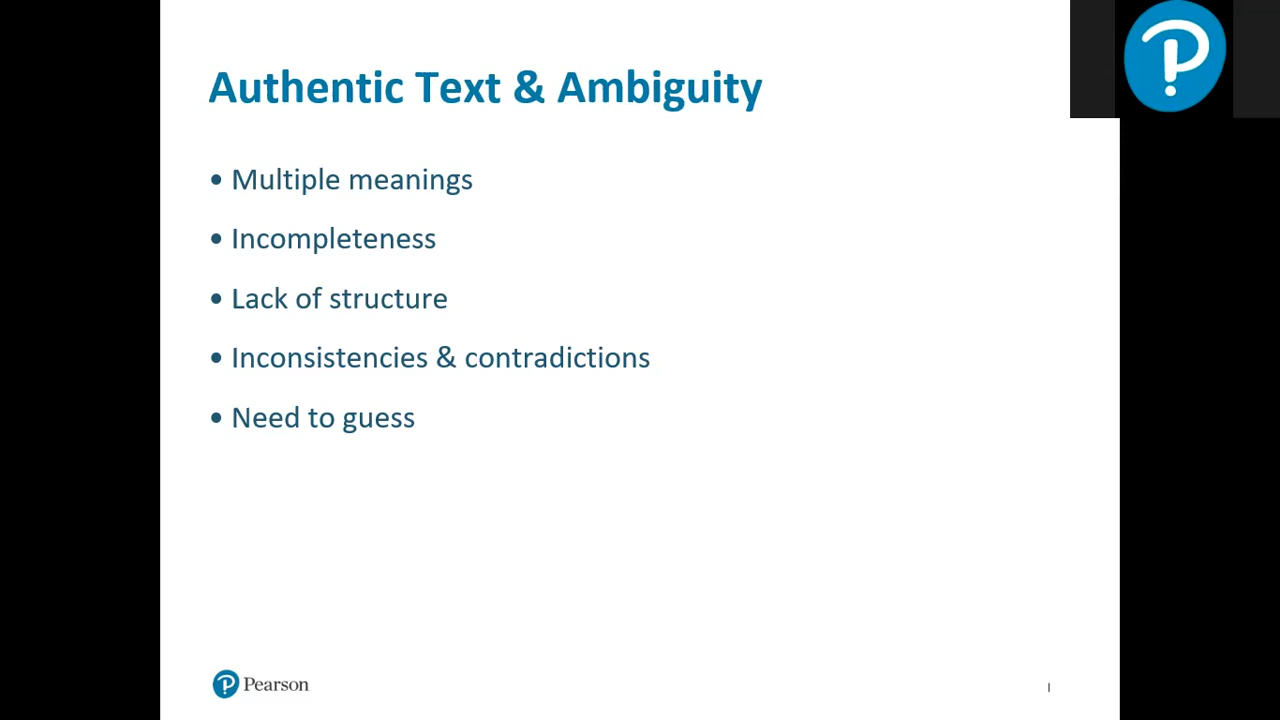 Authentic Text & Ambiguity
• Multiple meanings
• Incompleteness
• Lack of structure
• Inconsistencies & contradictions
• Need to guess
Pearson